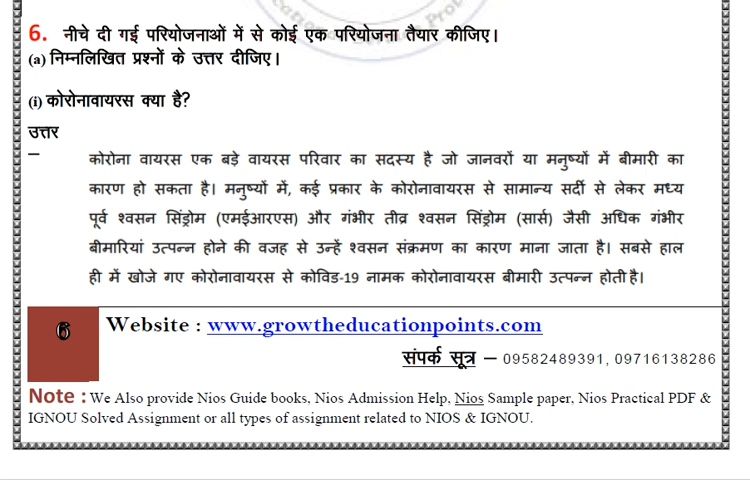 6. नीचे दी गई परियोजनाओं में से कोई एक परियोजना तैयार कीजिए।
(a) निम्नलिखित प्रश्नों के उत्तर दीजिए।
(i) कोरोनावायरस क्या है?
उत्तर
–
कोरोना वायरस एक बड़े वायरस परिवार का सदस्य है जो जानवरों या मनुष्यों में बीमारी का
कारण हो सकता है। मनुष्यों में, कई प्रकार के कोरोनावायरस से सामान्य सर्दी से लेकर मध्य
पूर्व श्वसन सिंड्रोम (एमईआरएस) और गंभीर तीव्र श्वसन सिंड्रोम (सार्स) जैसी अधिक गंभीर
बीमारियां उत्पन्न होने की वजह से उन्हें श्वसन संक्रमण का कारण माना जाता है। सबसे हाल
ही में खोजे गए कोरोनावायरस से कोविड-19 नामक कोरोनावायरस बीमारी उत्पन्न होती है।
6 Website : www.growtheducationpoints.com
संपर्क सूत्र – 09582489391, 09716138286
Note : We Also provide Nios Guide books, Nios Admission Help, Nios Sample paper, Nios Practical PDF &
IGNOU Solved Assignment or all types of assignment related to NIOS & IGNOU.